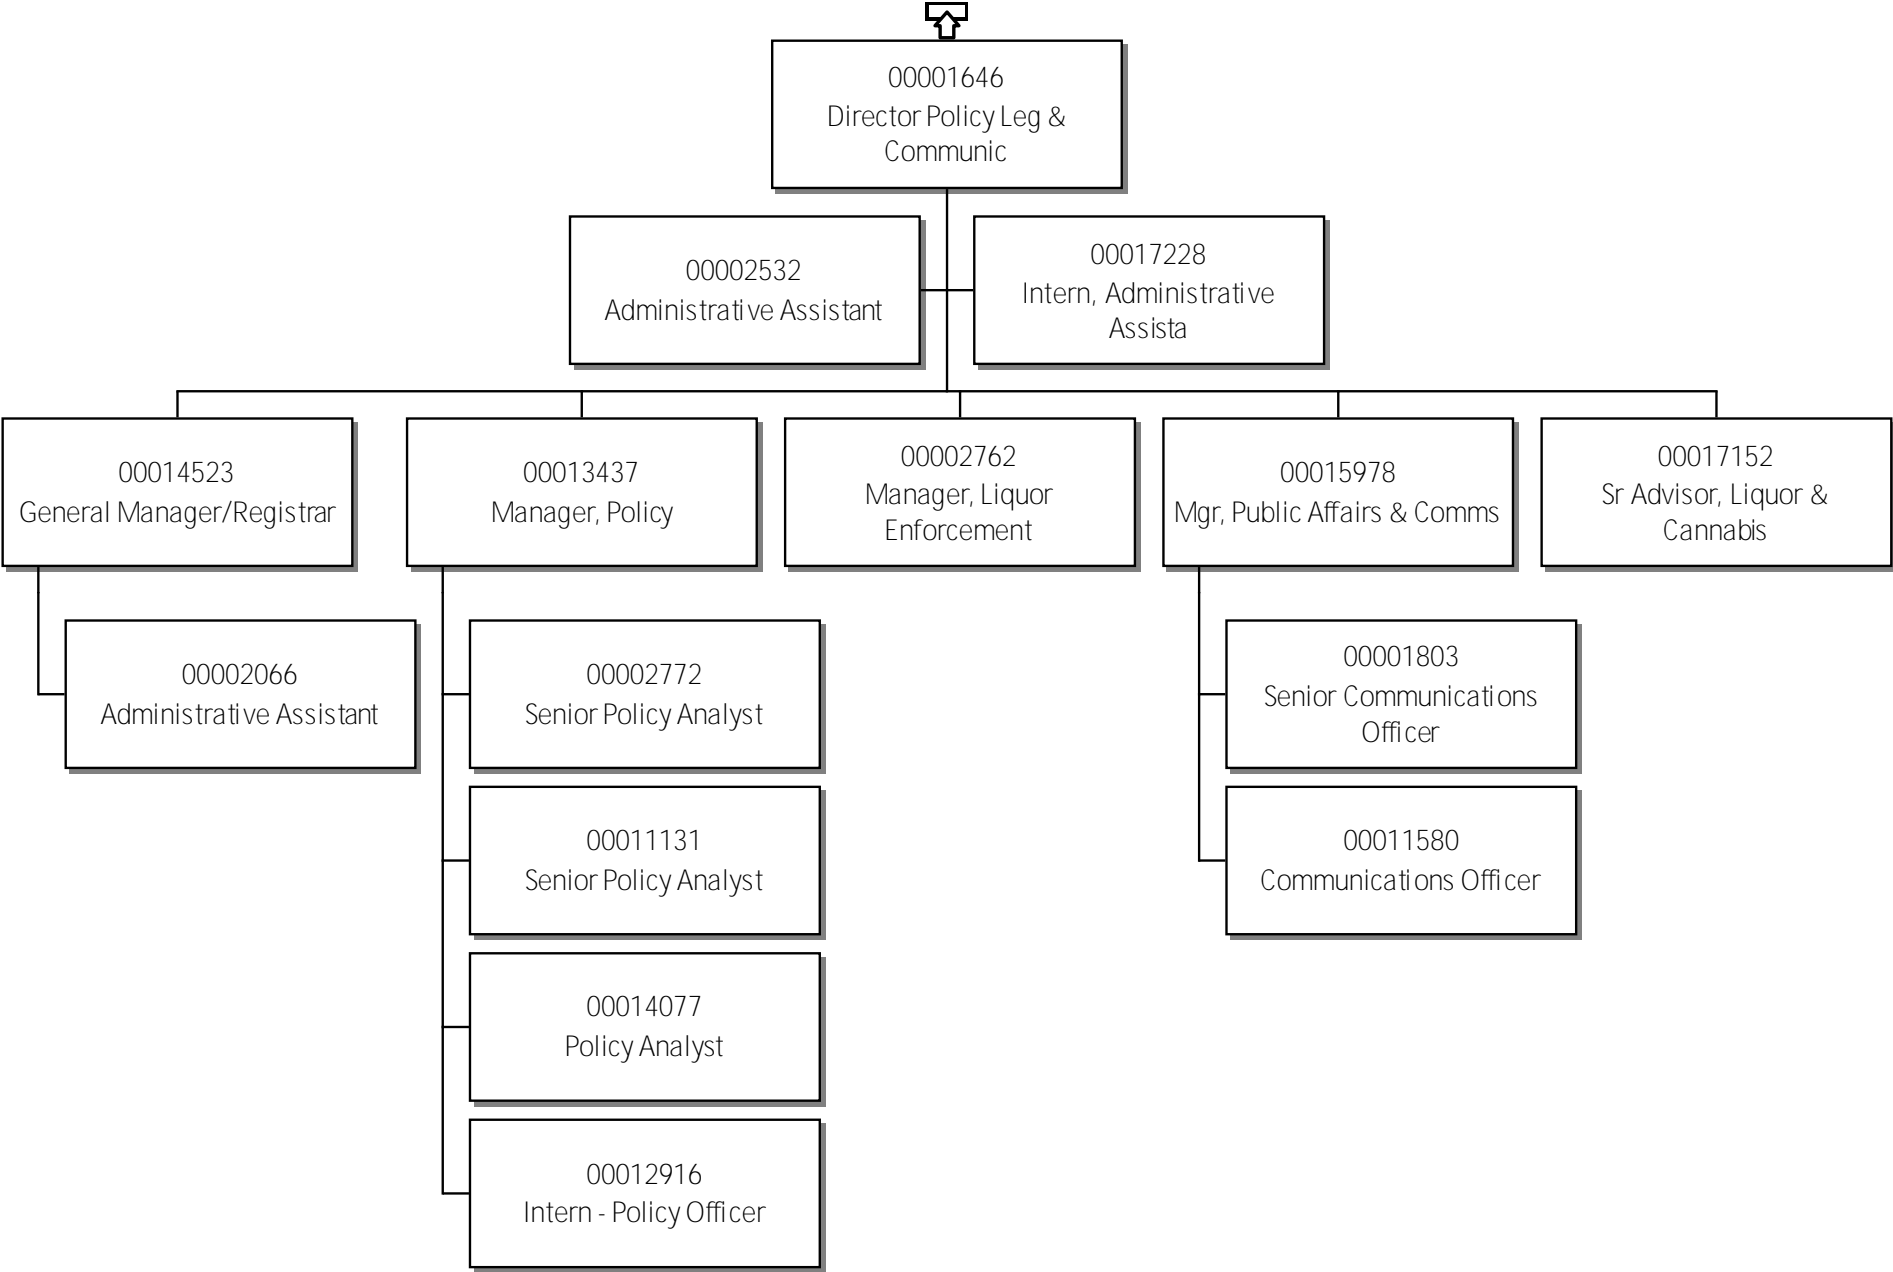 00001646
Director Policy Leg &
Communic
00002532
Administrative Assistant
00017228
Intern, Administrative
Assista
00014523
General Manager/Registrar
00013437
Manager, Policy
00002762
Manager, Liquor
Enforcement
00015978
Mgr, Public Affairs & Comms
00017152
Sr Advisor, Liquor &
Cannabis
00002066
Administrative Assistant
00002772
Senior Policy Analyst
00011131
Senior Policy Analyst
00014077
Policy Analyst
00012916
Intern - Policy Officer
00001803
Senior Communications
Officer
00011580
Communications Officer